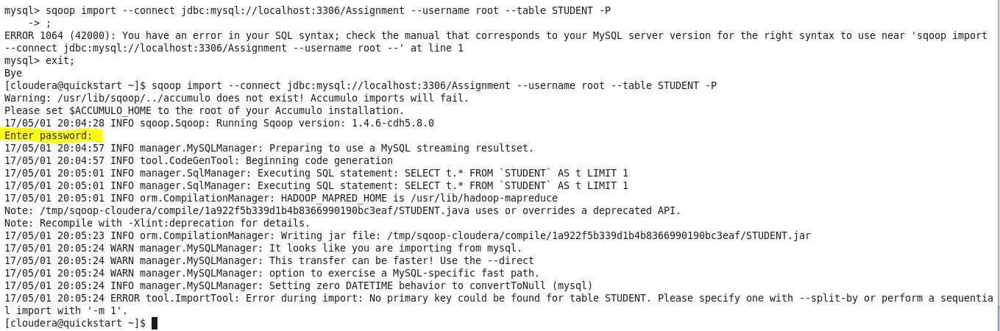 mysql> sqoop import --connect jdbc:mysql://localhost:3306/Assignment --username root --table STUDENT -P
    -> ;
ERROR 1064 (42000): You have an error in your SQL syntax; check the manual that corresponds to your MySQL server version for the right syntax to use near 'sqoop import
--connect jdbc:mysql://localhost:3306/Assignment --username root --' at line 1
mysql> exit;
Bye
[cloudera@quickstart ~]$ sqoop import --connect jdbc:mysql://localhost:3306/Assignment --username root --table STUDENT -P
Warning: /usr/lib/sqoop/../accumulo does not exist! Accumulo imports will fail.
Please set $ACCUMULO_HOME to the root of your Accumulo installation.
17/05/01 20:04:28 INFO sqoop.Sqoop: Running Sqoop version: 1.4.6-cdh5.8.0
Enter password:
17/05/01 20:04:57 INFO manager.MySQLManager: Preparing to use a MySQL streaming resultset.
17/05/01 20:04:57 INFO tool.CodeGenTool: Beginning code generation
17/05/01 20:05:01 INFO manager.SqlManager: Executing SQL statement: SELECT t.* FROM `STUDENT` AS t LIMIT 1
17/05/01 20:05:01 INFO manager.SqlManager: Executing SQL statement: SELECT t.* FROM `STUDENT` AS t LIMIT 1
17/05/01 20:05:01 INFO orm.CompilationManager: HADOOP_MAPRED_HOME is /usr/lib/hadoop-mapreduce
Note: /tmp/sqoop-cloudera/compile/1a922f5b339d1b4b8366990190bc3eaf/STUDENT.java uses or overrides a deprecated API.
Note: Recompile with -Xlint:deprecation for details.
17/05/01 20:05:23 INFO orm.CompilationManager: Writing jar file: /tmp/sqoop-cloudera/compile/1a922f5b339d1b4b8366990190bc3eaf/STUDENT.jar
17/05/01 20:05:24 WARN manager.MySQLManager: It looks like you are importing from mysql.
17/05/01 20:05:24 WARN manager.MySQLManager: This transfer can be faster! Use the --direct
17/05/01 20:05:24 WARN manager.MySQLManager: option to exercise a MySQL-specific fast path.
17/05/01 20:05:24 INFO manager.MySQLManager: Setting zero DATETIME behavior to convertToNull (mysql)
17/05/01 20:05:24 ERROR tool.ImportTool: Error during import: No primary key could be found for table STUDENT. Please specify one with --split-by or perform a sequentia
l import with '-m 1'.
[cloudera@quickstart ~]$